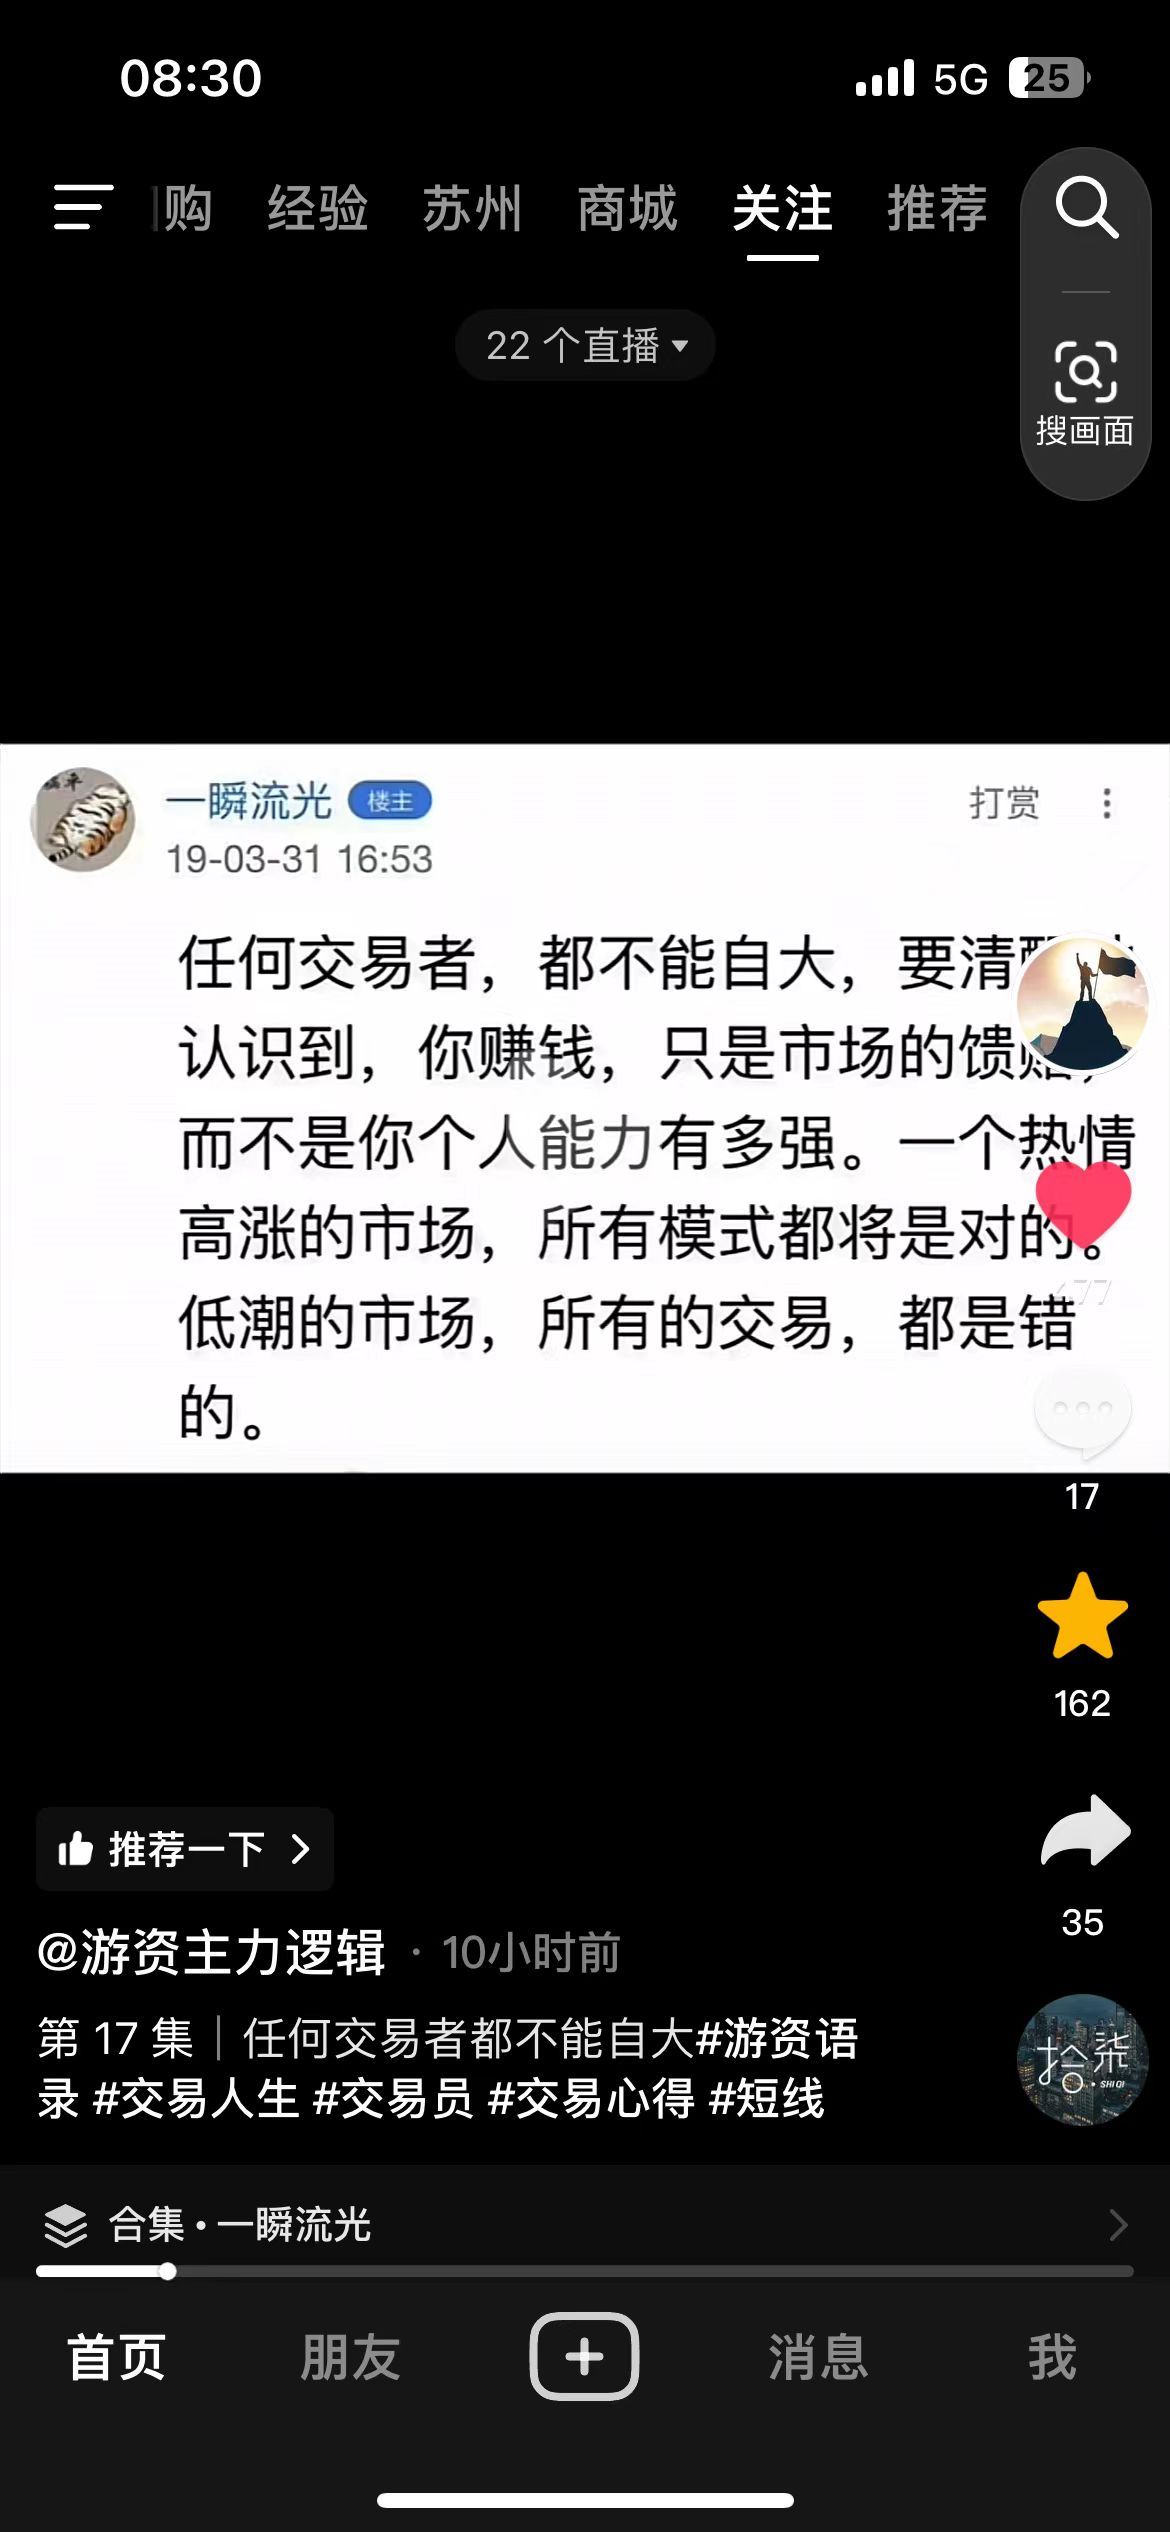 08:30
5G 25
购 经验 苏州 商城 关注 推荐
22 个直播
搜画面
一瞬流光 楼主
打赏
19-03-31 16:53
任何交易者，都不能自大，要清
认识到，你赚钱，只是市场的馈
而不是你个人能力有多强。一个热情
高涨的市场，所有模式都将是对的。
低潮的市场，所有的交易，都是错
的。
17
162
35
推荐一下
@游资主力逻辑 · 10小时前
第 17 集｜任何交易者都不能自大#游资语
录 #交易人生 #交易员 #交易心得 #短线
拾柒
SHI QI
合集·一瞬流光
首页 朋友 消息 我